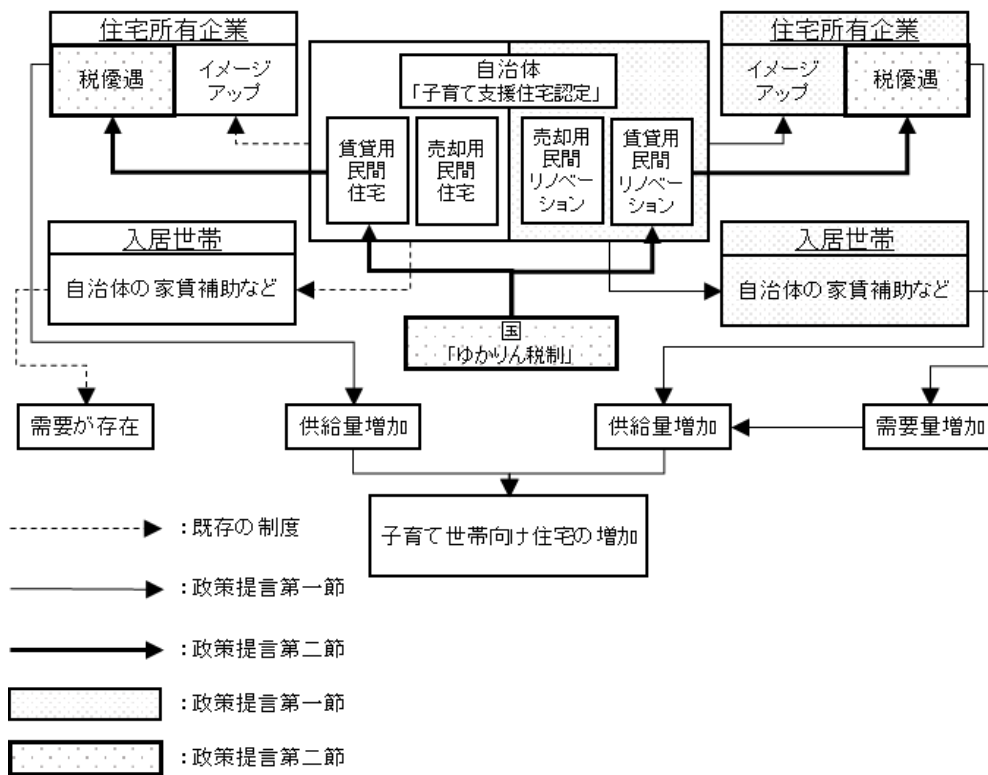 住宅所有企業
税優遇
イメージ
アップ
自治体
「子育て支援住宅認定」
賃貸用
民間
住宅
売却用
民間
住宅
売却用
民間
リノベー
ション
賃貸用
民間
リノベー
ション
住宅所有企業
イメージ
アップ
税優遇
入居世帯
自治体の家賃補助など
入居世帯
自治体の家賃補助など
国
「ゆかりん税制」
需要が存在
供給量増加
供給量増加
需要量増加
子育て世帯向け住宅の増加
：既存の制度
：政策提言第一節
：政策提言第二節
：政策提言第一節
：政策提言第二節